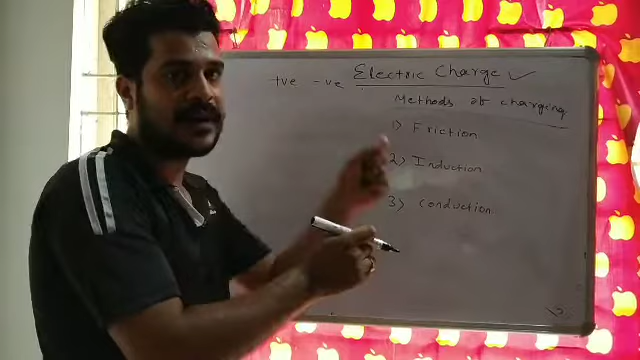 +ve -ve Electric Charge ✓
Methods of charging
1) Friction
2) Induction
3) conduction